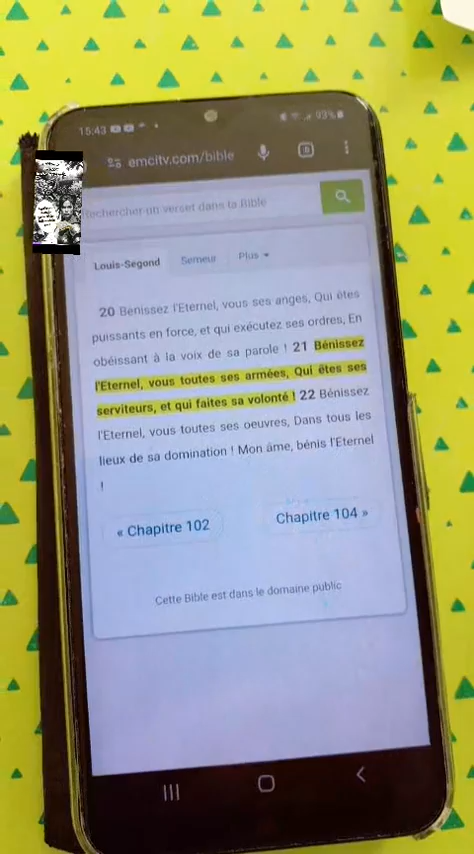 15:43
93%
emcitv.com/bible
Rechercher un verset dans la Bible
Louis-Segond Semeur Plus
20 Bénissez l'Eternel, vous ses anges, Qui êtes
puissants en force, et qui exécutez ses ordres, En
obéissant à la voix de sa parole ! 21 Bénissez
l'Eternel, vous toutes ses armées, Qui êtes ses
serviteurs, et qui faites sa volonté ! 22 Bénissez
l'Eternel, vous toutes ses oeuvres, Dans tous les
lieux de sa domination ! Mon âme, bénis l'Eternel
!
« Chapitre 102 Chapitre 104 »
Cette Bible est dans le domaine public